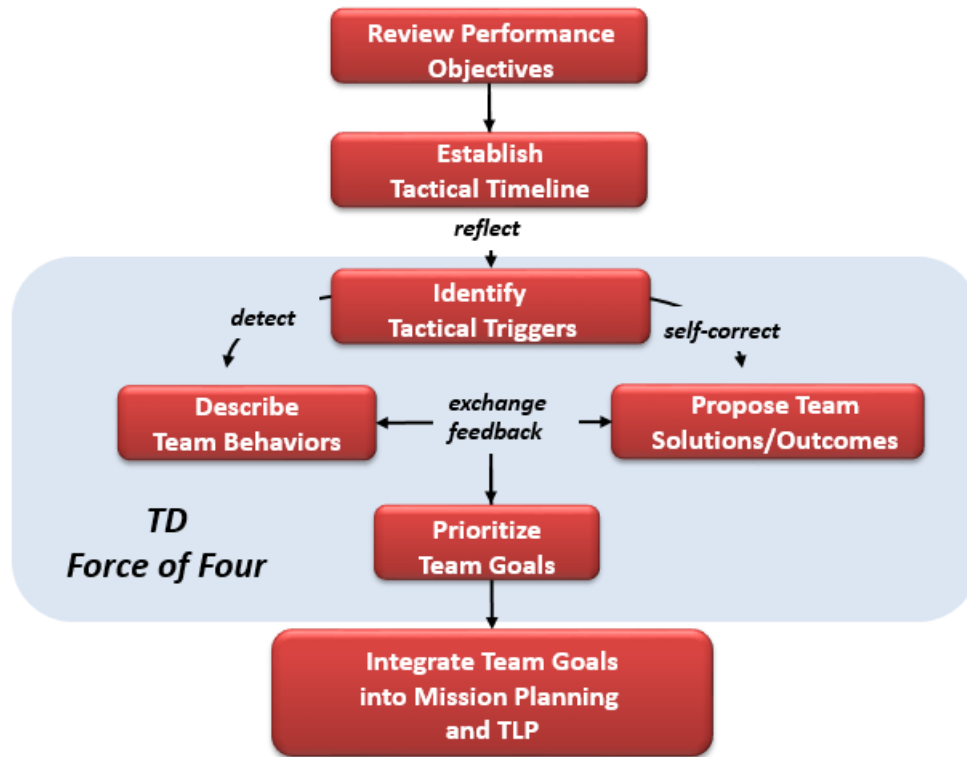 Review Performance
Objectives
Establish
Tactical Timeline
reflect
Identify
Tactical Triggers
detect
self-correct
Describe
Team Behaviors
exchange
feedback
Propose Team
Solutions/Outcomes
TD
Force of Four
Prioritize
Team Goals
Integrate Team Goals
into Mission Planning
and TLP